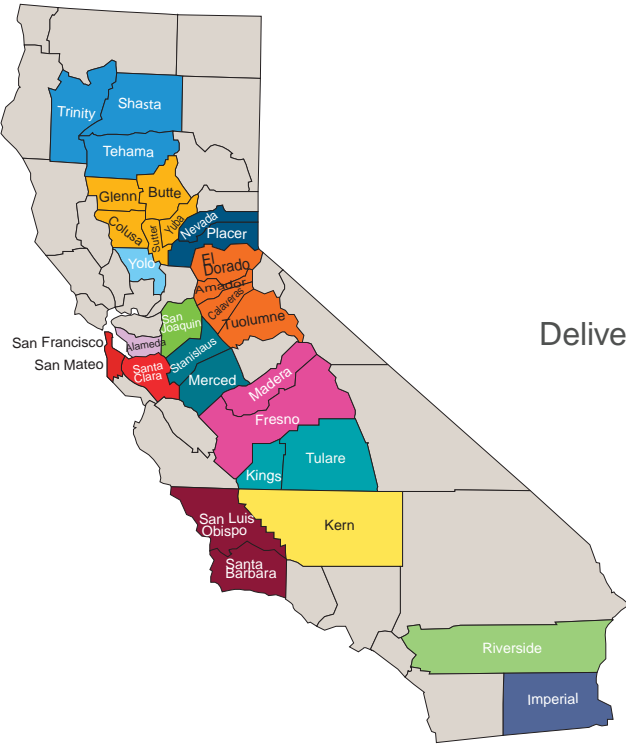 Trinity
Shasta
Tehama
Glenn
Butte
Colusa
Sutter
Yuba
Nevada
Placer
Yolo
El
Dorado
Amador
Calaveras
Tuolumne
San
Joaquin
San Francisco
Alameda
Stanislaus
San Mateo
Santa
Clara
Merced
Delive
Madera
Fresno
Kings
Tulare
San Luis
Obispo
Kern
Santa
Barbara
Riverside
Imperial